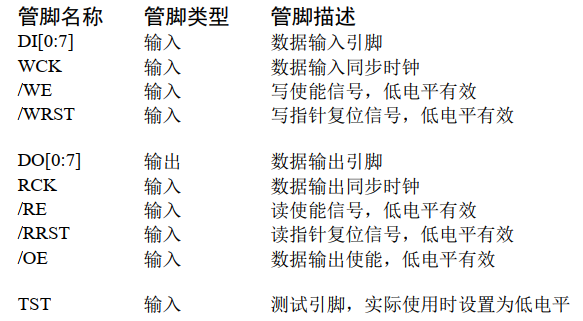 管脚名称 管脚类型 管脚描述
DI[0:7] 输入 数据输入引脚
WCK 输入 数据输入同步时钟
/WE 输入 写使能信号，低电平有效
/WRST 输入 写指针复位信号，低电平有效
DO[0:7] 输出 数据输出引脚
RCK 输入 数据输出同步时钟
/RE 输入 读使能信号，低电平有效
/RRST 输入 读指针复位信号，低电平有效
/OE 输入 数据输出使能，低电平有效
TST 输入 测试引脚，实际使用时设置为低电平